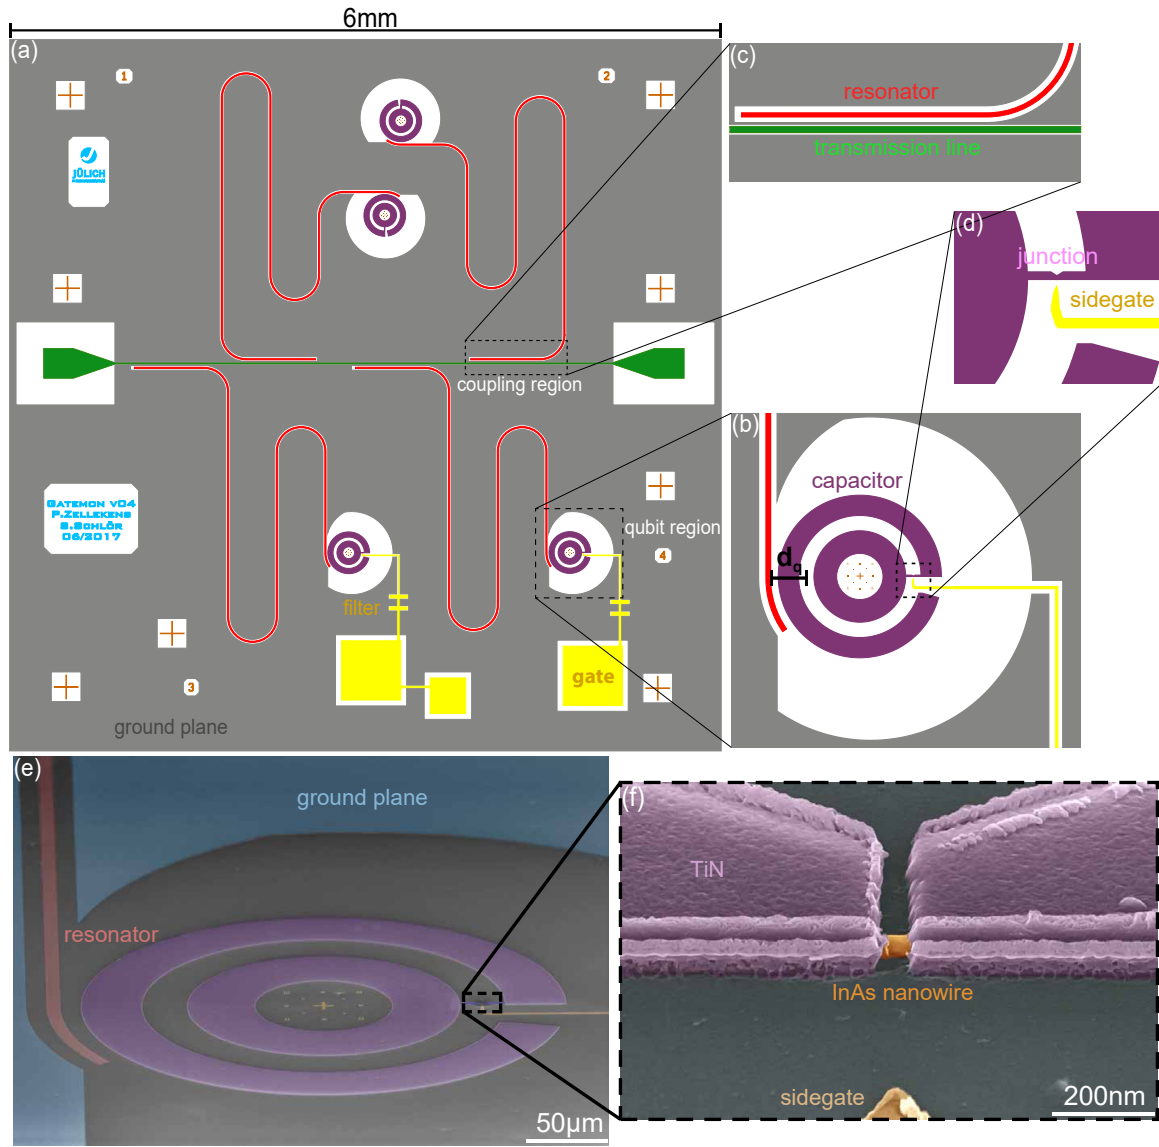 6mm
(a)
1
2
JÜLICH
coupling region
GATEMON V04
P.ZELLEKENS
S.SCHLÖR
06/2017
qubit region
4
filter
gate
3
ground plane
(c)
resonator
transmission line
(d)
junction
sidegate
(b)
capacitor
dq
(e)
ground plane
resonator
50µm
(f)
TiN
InAs nanowire
sidegate
200nm